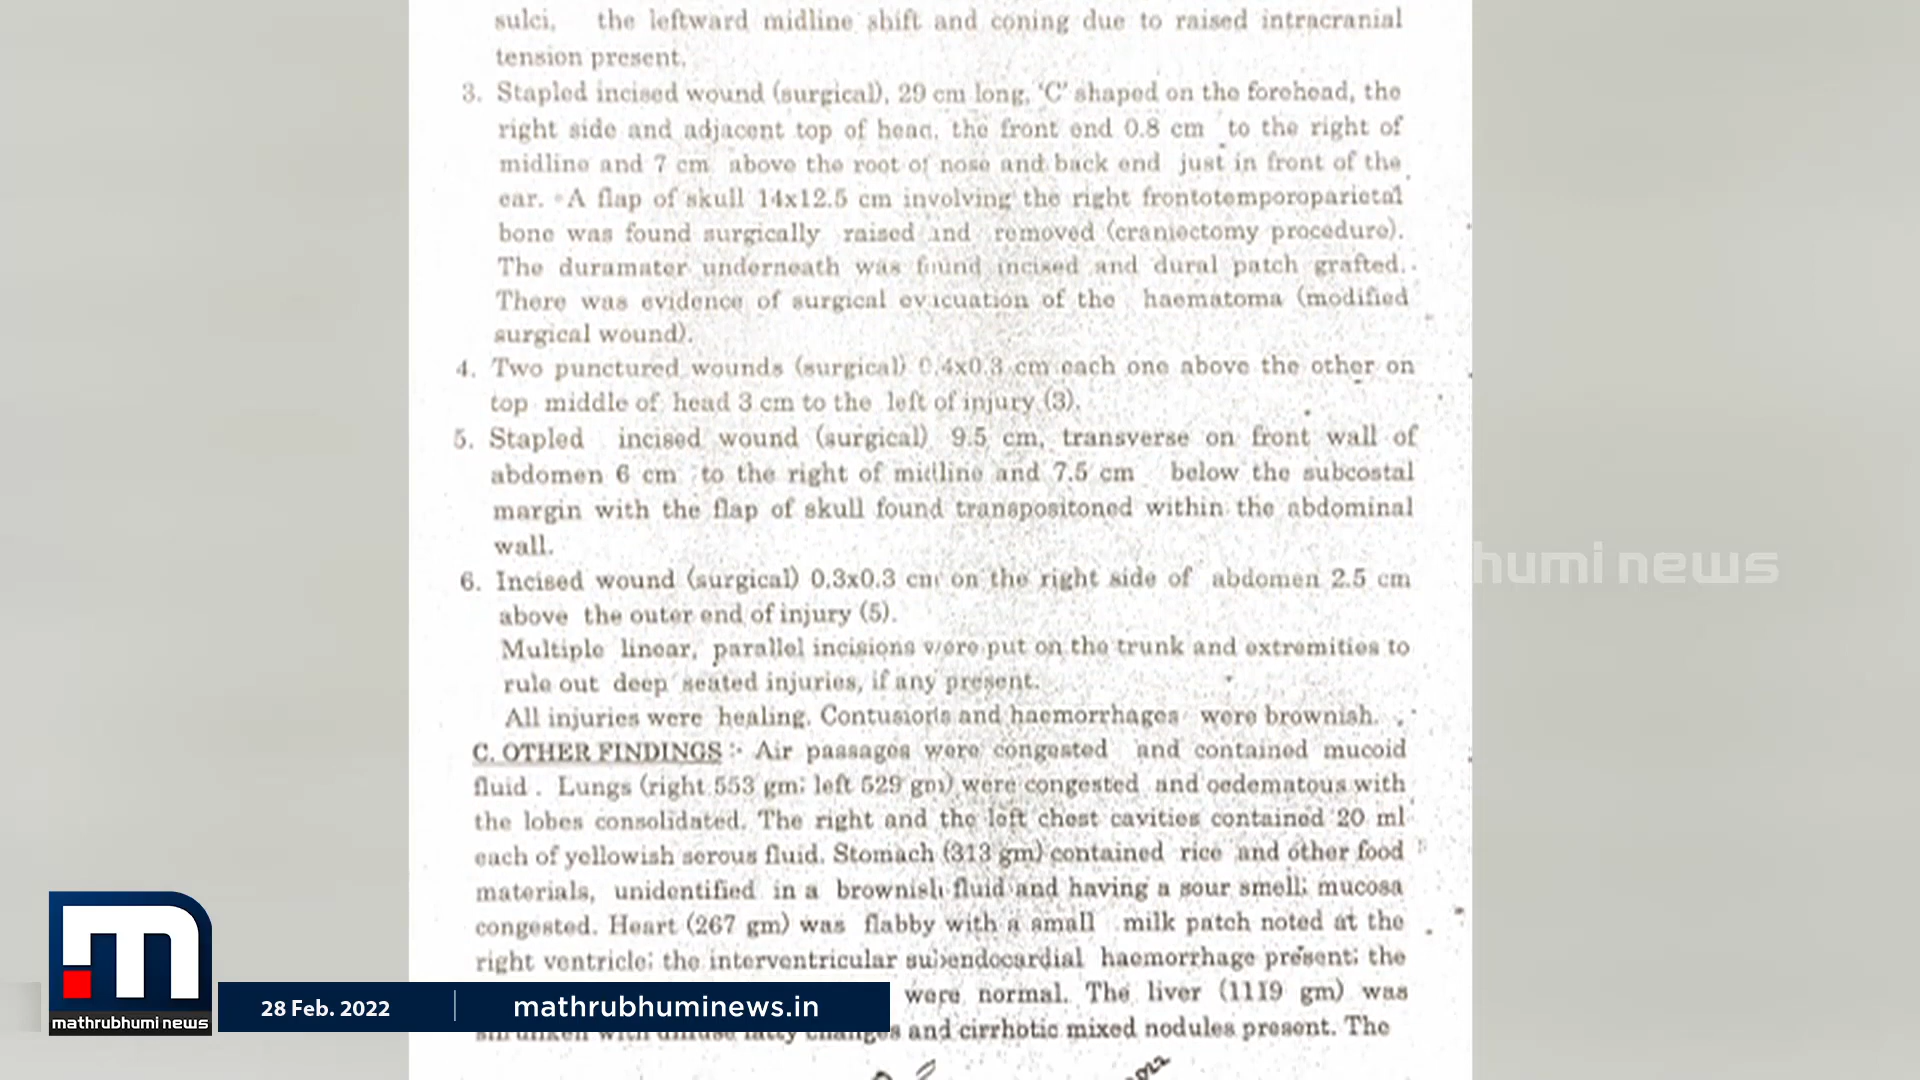 sulci, the leftward midline shift and coning due to raised intracranial
tension present.
3. Stapled incised wound (surgical), 29 cm long, 'C' shaped on the forehead, the
right side and adjacent top of head, the front end 0.8 cm to the right of
midline and 7 cm above the root of nose and back end just in front of the
ear. A flap of skull 14x12.5 cm involving the right frontotemporoparietal
bone was found surgically raised and removed (craniectomy procedure).
The duramater underneath was found incised and dural patch grafted.
There was evidence of surgical evacuation of the haematoma (modified
surgical wound).
4. Two punctured wounds (surgical) 0.4x0.3 cm each one above the other on
top middle of head 3 cm to the left of injury (3).
5. Stapled incised wound (surgical) 9.5 cm, transverse on front wall of
abdomen 6 cm to the right of midline and 7.5 cm below the subcostal
margin with the flap of skull found transpositoned within the abdominal
wall.
6. Incised wound (surgical) 0.3x0.3 cm on the right side of abdomen 2.5 cm
above the outer end of injury (5).
Multiple linear, parallel incisions were put on the trunk and extremities to
rule out deep seated injuries, if any present.
All injuries were healing. Contusions and haemorrhages were brownish.
C. OTHER FINDINGS :- Air passages were congested and contained mucoid
fluid . Lungs (right 553 gm; left 529 gm) were congested and oedematous with
the lobes consolidated. The right and the left chest cavities contained 20 ml
each of yellowish serous fluid. Stomach (313 gm) contained rice and other food
materials, unidentified in a brownish fluid and having a sour smell; mucosa
congested. Heart (267 gm) was flabby with a small milk patch noted at the
right ventricle; the interventricular subendocardial haemorrhage present; the
were normal. The liver (1119 gm) was
shrunken with diffuse fatty changes and cirrhotic mixed nodules present. The
humi news
mathrubhumi news
28 Feb. 2022
mathrubhuminews.in